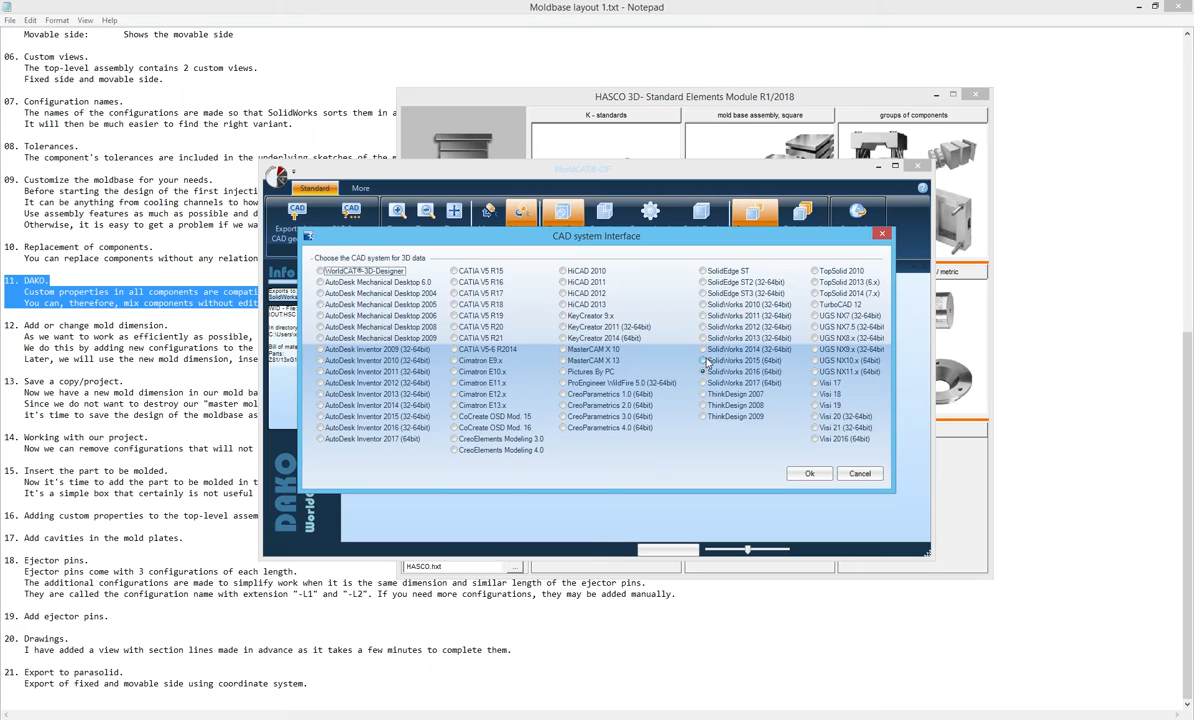 Moldbase layout 1.txt - Notepad
File Edit Format View Help
Movable side: Shows the movable side
06. Custom views.
The top-level assembly contains 2 custom views.
Fixed side and movable side.
07. Configuration names.
The names of the configurations are made so that SolidWorks sorts them in a
It will then be much easier to find the right variant.
08. Tolerances.
The component's tolerances are included in the underlying sketches of the m
09. Customize the moldbase for your needs.
Before starting the design of the first injecti
It can be anything from cooling channels to how
Use assembly features as much as possible and d
Otherwise, it is easy to get a problem if we wa
10. Replacement of components.
You can replace components without any relation
11. DAKO.
Custom properties in all components are compati
You can, therefore, mix components without edit
12. Add or change mold dimension.
As we want to work as efficiently as possible,
We do this by adding new configurations to the
Later, we will use the new mold dimension, inse
13. Save a copy/project.
Now we have a new mold dimension in our mold ba
Since we do not want to destroy our "master mol
it's time to save the design of the moldbase as
14. Working with our project.
Now we can remove configurations that will not
15. Insert the part to be molded.
Now it's time to add the part to be molded in t
It's a simple box that certainly is not useful
16. Adding custom properties to the top-level assem
17. Add cavities in the mold plates.
18. Ejector pins.
Ejector pins come with 3 configurations of each length.
The additional configurations are made to simplify work when it is the same dimension and similar length of the ejector pins.
They are called the configuration name with extension "-L1" and "-L2". If you need more configurations, they may be added manually.
19. Add ejector pins.
20. Drawings.
I have added a view with section lines made in advance as it takes a few minutes to complete them.
21. Export to parasolid.
Export of fixed and movable side using coordinate system.
HASCO 3D- Standard Elements Module R1/2018
K - standards
mold base assembly, square
groups of components
/ metric
HASCO.hxt
...
WorldCAT®-CIF
Standard More
CAD
CAD
Exports
CAD ge
Info
Exports to
SolidWor
WID - File
IOUT.HSC
In directory
C:\Users\x
Bill of mate
Parts:
Z81/13xG1
DAKO
World
CAD system Interface
Choose the CAD system for 3D data
WorldCAT®-3D-Designer
AutoDesk Mechanical Desktop 6.0
AutoDesk Mechanical Desktop 2004
AutoDesk Mechanical Desktop 2005
AutoDesk Mechanical Desktop 2006
AutoDesk Mechanical Desktop 2008
AutoDesk Mechanical Desktop 2009
AutoDesk Inventor 2009 (32-64bit)
AutoDesk Inventor 2010 (32-64bit)
AutoDesk Inventor 2011 (32-64bit)
AutoDesk Inventor 2012 (32-64bit)
AutoDesk Inventor 2013 (32-64bit)
AutoDesk Inventor 2014 (32-64bit)
AutoDesk Inventor 2015 (32-64bit)
AutoDesk Inventor 2016 (32-64bit)
AutoDesk Inventor 2017 (64bit)
CATIA V5 R15
CATIA V5 R16
CATIA V5 R17
CATIA V5 R18
CATIA V5 R19
CATIA V5 R20
CATIA V5 R21
CATIA V5-6 R2014
Cimatron E9.x
Cimatron E10.x
Cimatron E11.x
Cimatron E12.x
Cimatron E13.x
CoCreate OSD Mod. 15
CoCreate OSD Mod. 16
CreoElements Modeling 3.0
CreoElements Modeling 4.0
HiCAD 2010
HiCAD 2011
HiCAD 2012
HiCAD 2013
KeyCreator 9.x
KeyCreator 2011 (32-64bit)
KeyCreator 2014 (64bit)
MasterCAM X 10
MasterCAM X 13
Pictures By PC
ProEngineer WildFire 5.0 (32-64bit)
CreoParametrics 1.0 (64bit)
CreoParametrics 2.0 (64bit)
CreoParametrics 3.0 (64bit)
CreoParametrics 4.0 (64bit)
SolidEdge ST
SolidEdge ST2 (32-64bit)
SolidEdge ST3 (32-64bit)
SolidWorks 2010 (32-64bit)
SolidWorks 2011 (32-64bit)
SolidWorks 2012 (32-64bit)
SolidWorks 2013 (32-64bit)
SolidWorks 2014 (32-64bit)
SolidWorks 2015 (64bit)
SolidWorks 2016 (64bit)
SolidWorks 2017 (64bit)
ThinkDesign 2007
ThinkDesign 2008
ThinkDesign 2009
TopSolid 2010
TopSolid 2013 (6.x)
TopSolid 2014 (7.x)
TurboCAD 12
UGS NX7 (32-64bit)
UGS NX7.5 (32-64bit)
UGS NX8.x (32-64bit)
UGS NX9.x (32-64bit)
UGS NX10.x (64bit)
UGS NX11.x (64bit)
Visi 17
Visi 18
Visi 19
Visi 20 (32-64bit)
Visi 21 (32-64bit)
Visi 2016 (64bit)
Ok
Cancel